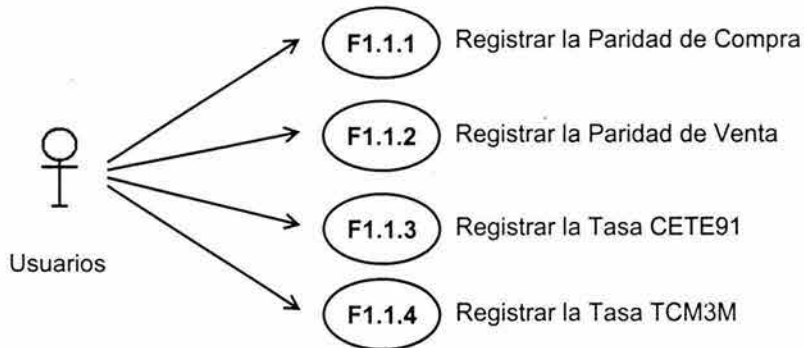 F1.1.1 Registrar la Paridad de Compra
F1.1.2 Registrar la Paridad de Venta
F1.1.3 Registrar la Tasa CETE91
Usuarios
F1.1.4 Registrar la Tasa TCM3M